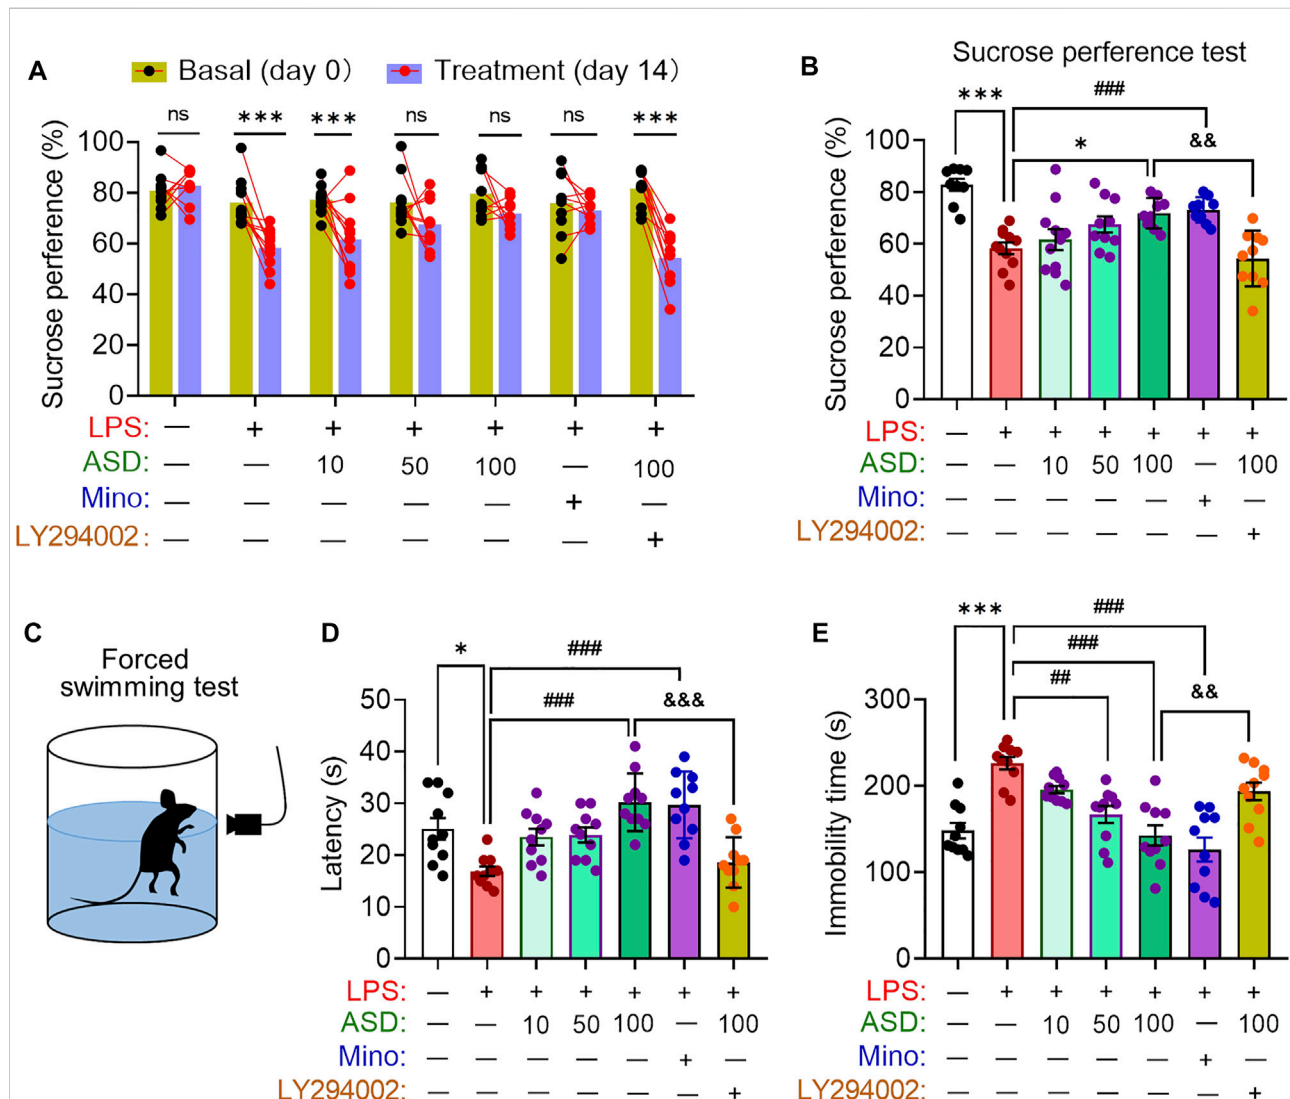 A
Basal (day 0)
Treatment (day 14)
ns *** *** ns ns ns ***
Sucrose perference (%)
100
80
60
40
20
0
LPS: — + + + + + +
ASD: — — 10 50 100 — 100
Mino: — — — — — + —
LY294002: — — — — — — +
B
Sucrose perference test
*** ###
* &&
Sucrose perference (%)
100
80
60
40
20
0
LPS: — + + + + + +
ASD: — — 10 50 100 — 100
Mino: — — — — — + —
LY294002: — — — — — — +
C
Forced
swimming test
D
* ###
### &&&
Latency (s)
50
40
30
20
10
0
LPS: — + + + + + +
ASD: — — 10 50 100 — 100
Mino: — — — — — + —
LY294002: — — — — — — +
E
*** ###
###
## &&
Immobility time (s)
300
200
100
0
LPS: — + + + + + +
ASD: — — 10 50 100 — 100
Mino: — — — — — + —
LY294002: — — — — — — +